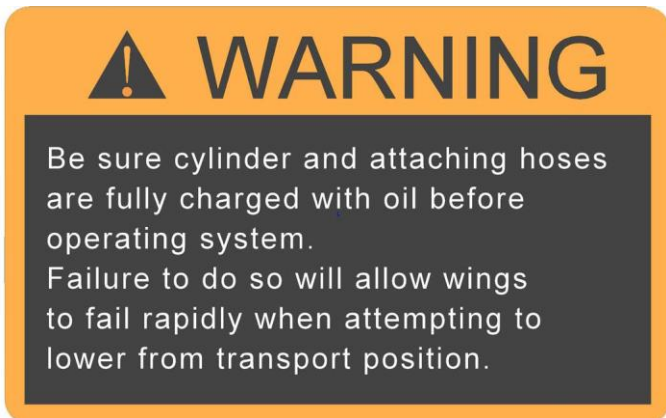 WARNING
Be sure cylinder and attaching hoses
are fully charged with oil before
operating system.
Failure to do so will allow wings
to fail rapidly when attempting to
lower from transport position.